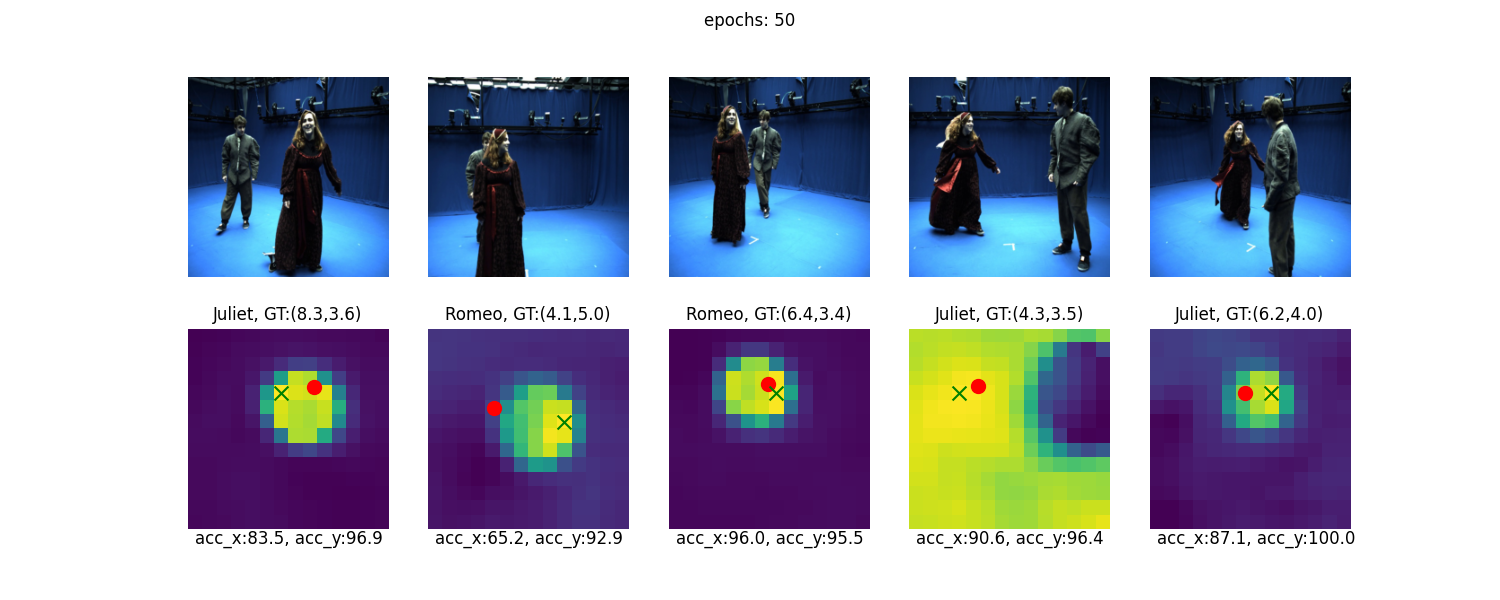 epochs: 50
Juliet, GT:(8.3,3.6)
Romeo, GT:(4.1,5.0)
Romeo, GT:(6.4,3.4)
Juliet, GT:(4.3,3.5)
Juliet, GT:(6.2,4.0)
acc_x:83.5, acc_y:96.9
acc_x:65.2, acc_y:92.9
acc_x:96.0, acc_y:95.5
acc_x:90.6, acc_y:96.4
acc_x:87.1, acc_y:100.0